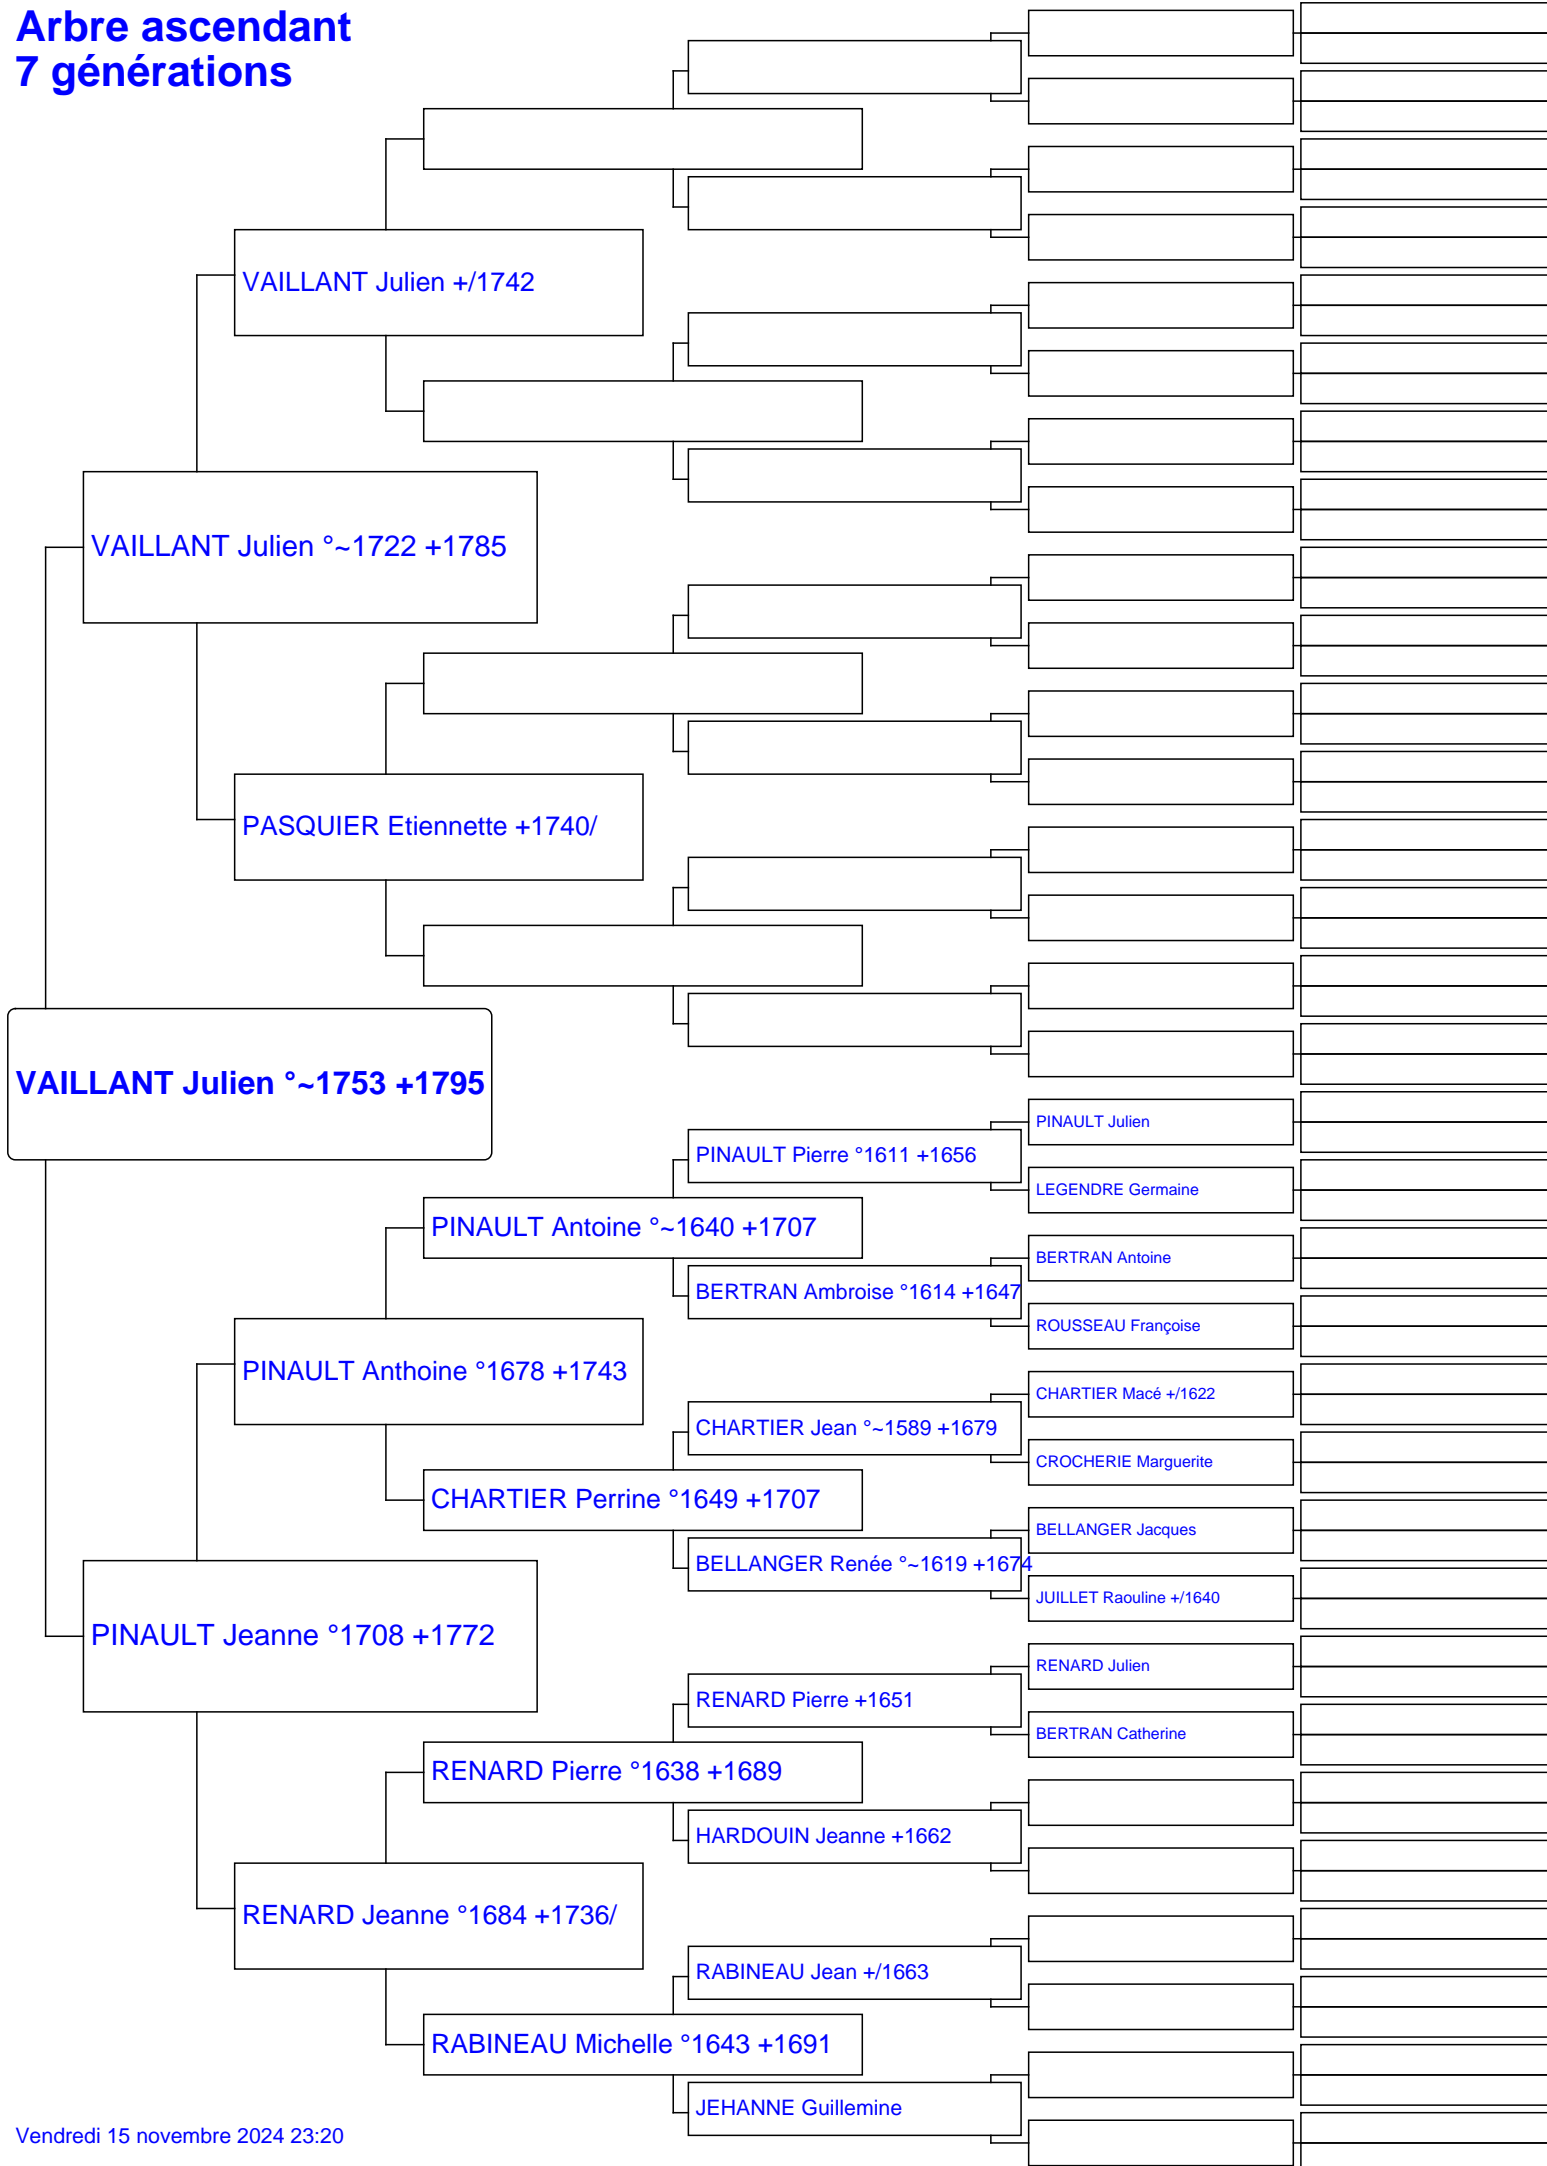 Arbre ascendant
7 générations
VAILLANT Julien +/1742
VAILLANT Julien °~1722 +1785
PASQUIER Etiennette +1740/
VAILLANT Julien °~1753 +1795
PINAULT Julien
PINAULT Pierre °1611 +1656
LEGENDRE Germaine
PINAULT Antoine °~1640 +1707
BERTRAN Antoine
BERTRAN Ambroise °1614 +1647
ROUSSEAU Françoise
PINAULT Anthoine °1678 +1743
CHARTIER Macé +/1622
CHARTIER Jean °~1589 +1679
CROCHERIE Marguerite
CHARTIER Perrine °1649 +1707
BELLANGER Jacques
BELLANGER Renée °~1619 +1674
JUILLET Raouline +/1640
PINAULT Jeanne °1708 +1772
RENARD Julien
RENARD Pierre +1651
BERTRAN Catherine
RENARD Pierre °1638 +1689
HARDOUIN Jeanne +1662
RENARD Jeanne °1684 +1736/
RABINEAU Jean +/1663
RABINEAU Michelle °1643 +1691
JEHANNE Guillemine
Vendredi 15 novembre 2024 23:20